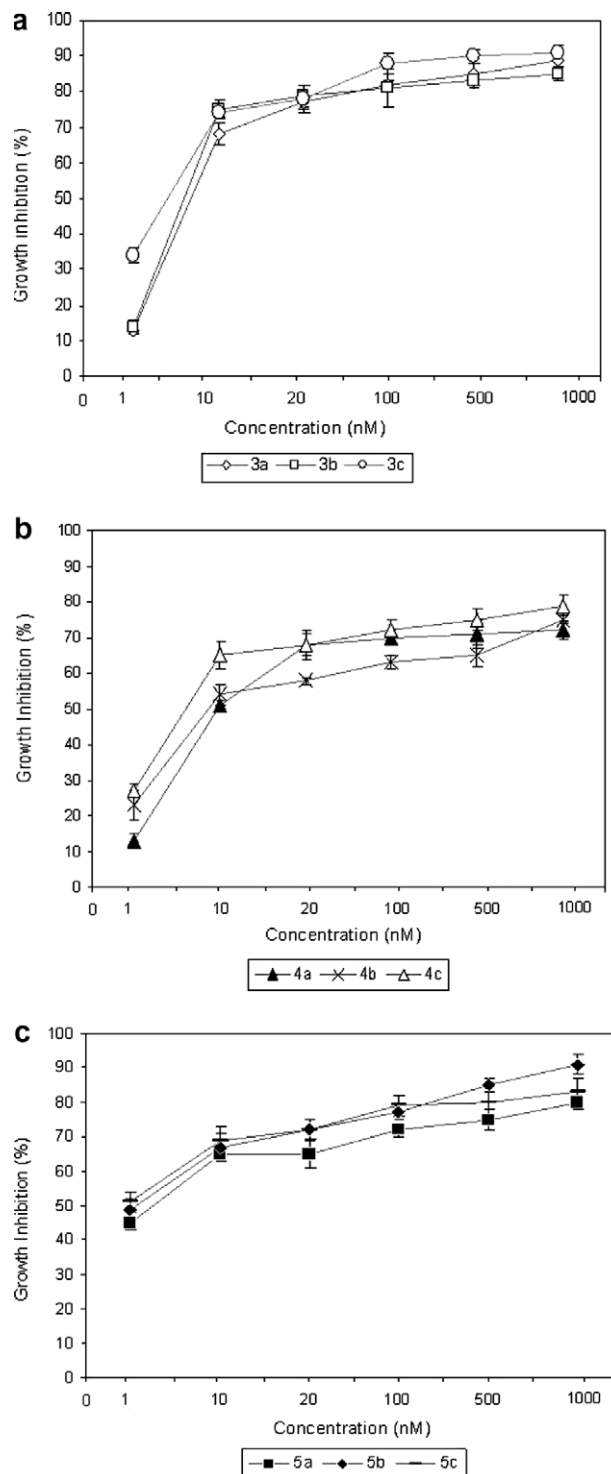 a
100
90
80
70
60
50
40
30
20
10
0
Growth inhibition (%)
0 1 10 20 100 500 1000
Concentration (nM)
3a 3b 3c
b
100
90
80
70
60
50
40
30
20
10
0
Growth Inhibition (%)
0 1 10 20 100 500 1000
Concentration (nM)
4a 4b 4c
c
100
90
80
70
60
50
40
30
20
10
0
Growth Inhibition (%)
0 1 10 20 100 500 1000
Concentration (nM)
5a 5b 5c